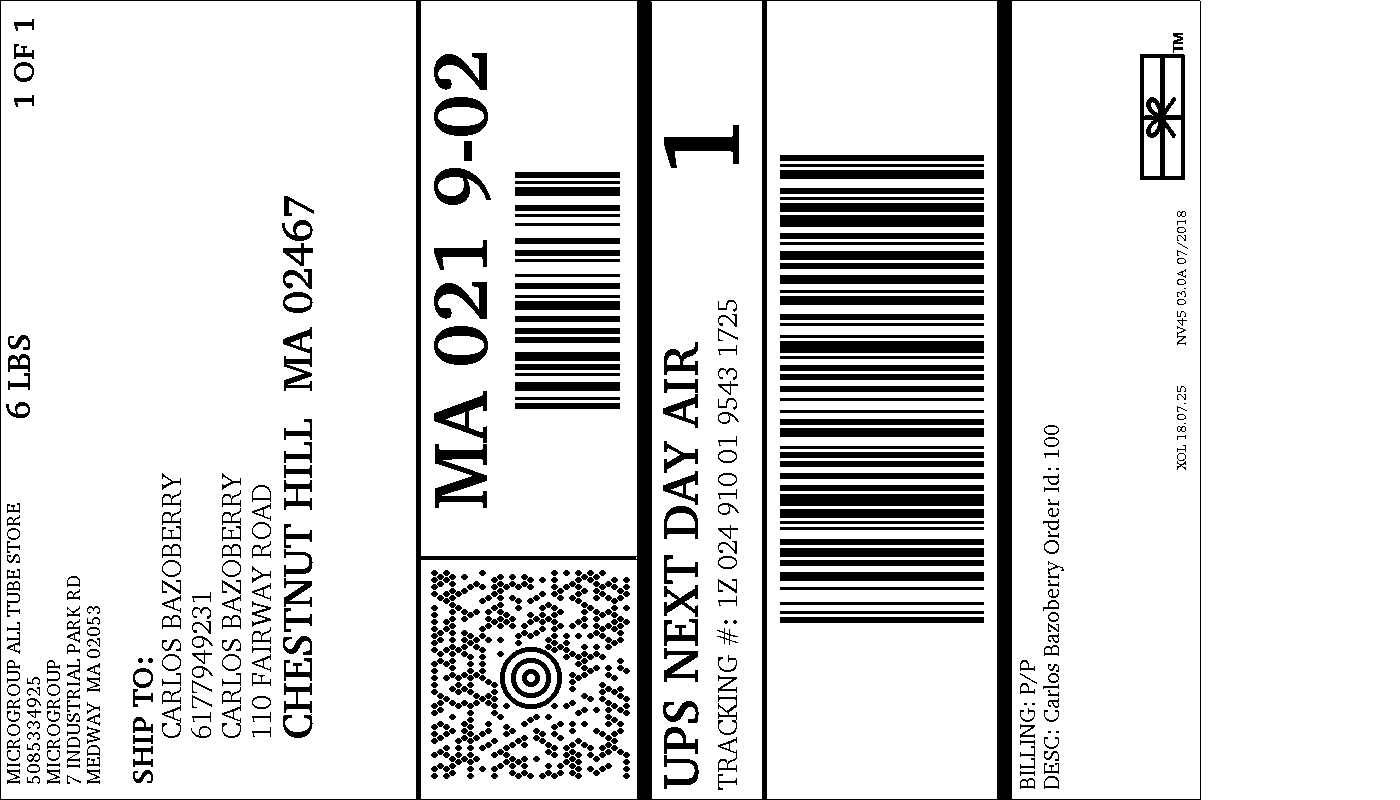 MICROGROUP ALL TUBE STORE
5085334925
MICROGROUP
7 INDUSTRIAL PARK RD
MEDWAY MA 02053
6 LBS
1 OF 1
SHIP TO:
CARLOS BAZOBERRY
6177949231
CARLOS BAZOBERRY
110 FAIRWAY ROAD
CHESTNUT HILL MA 02467
MA 021 9-02
UPS NEXT DAY AIR
1
TRACKING #: 1Z 024 910 01 9543 1725
BILLING: P/P
DESC: Carlos Bazoberry Order Id: 100
XOL 18.07.25 NV45 03.0A 07/2018
TM